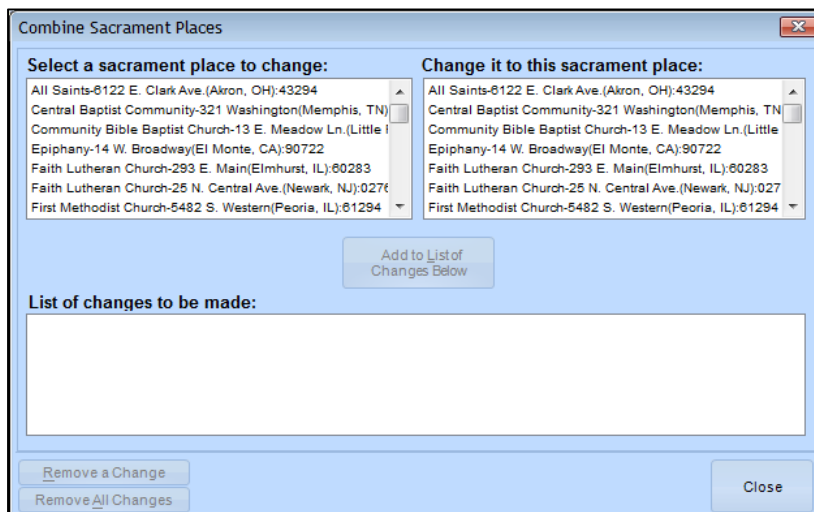 Combine Sacrament Places
Select a sacrament place to change:
All Saints-6122 E. Clark Ave.(Akron, OH):43294
Central Baptist Community-321 Washington(Memphis, TN)
Community Bible Baptist Church-13 E. Meadow Ln.(Little
Epiphany-14 W. Broadway(El Monte, CA):90722
Faith Lutheran Church-293 E. Main(Elmhurst, IL):60283
Faith Lutheran Church-25 N. Central Ave.(Newark, NJ):027
First Methodist Church-5482 S. Western(Peoria, IL):61294
Change it to this sacrament place:
All Saints-6122 E. Clark Ave.(Akron, OH):43294
Central Baptist Community-321 Washington(Memphis, TN
Community Bible Baptist Church-13 E. Meadow Ln.(Little
Epiphany-14 W. Broadway(El Monte, CA):90722
Faith Lutheran Church-293 E. Main(Elmhurst, IL):60283
Faith Lutheran Church-25 N. Central Ave.(Newark, NJ):027
First Methodist Church-5482 S. Western(Peoria, IL):61294
Add to List of
Changes Below
List of changes to be made:
Remove a Change
Remove All Changes
Close